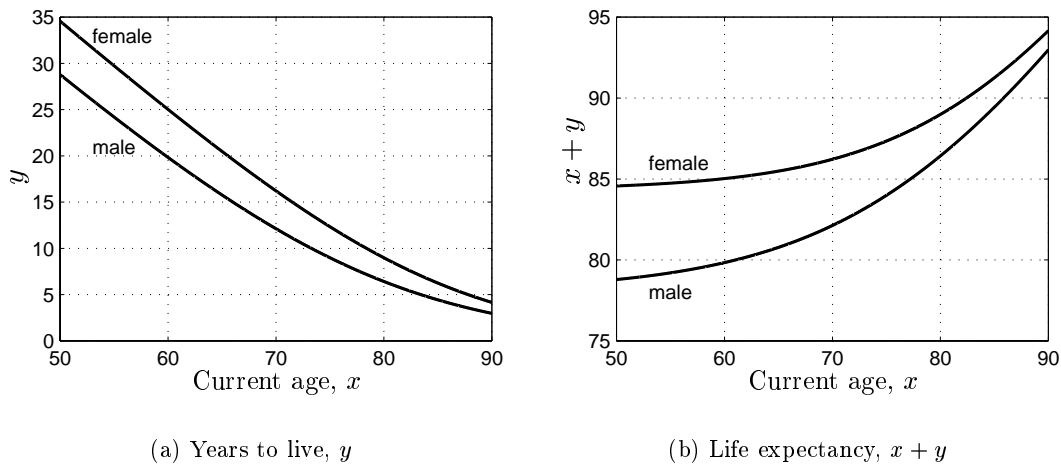 35
30
25
20
15
10
5
0
y
female
male
50 60 70 80 90
Current age, x
(a) Years to live, y
95
90
85
80
75
x + y
female
male
50 60 70 80 90
Current age, x
(b) Life expectancy, x + y